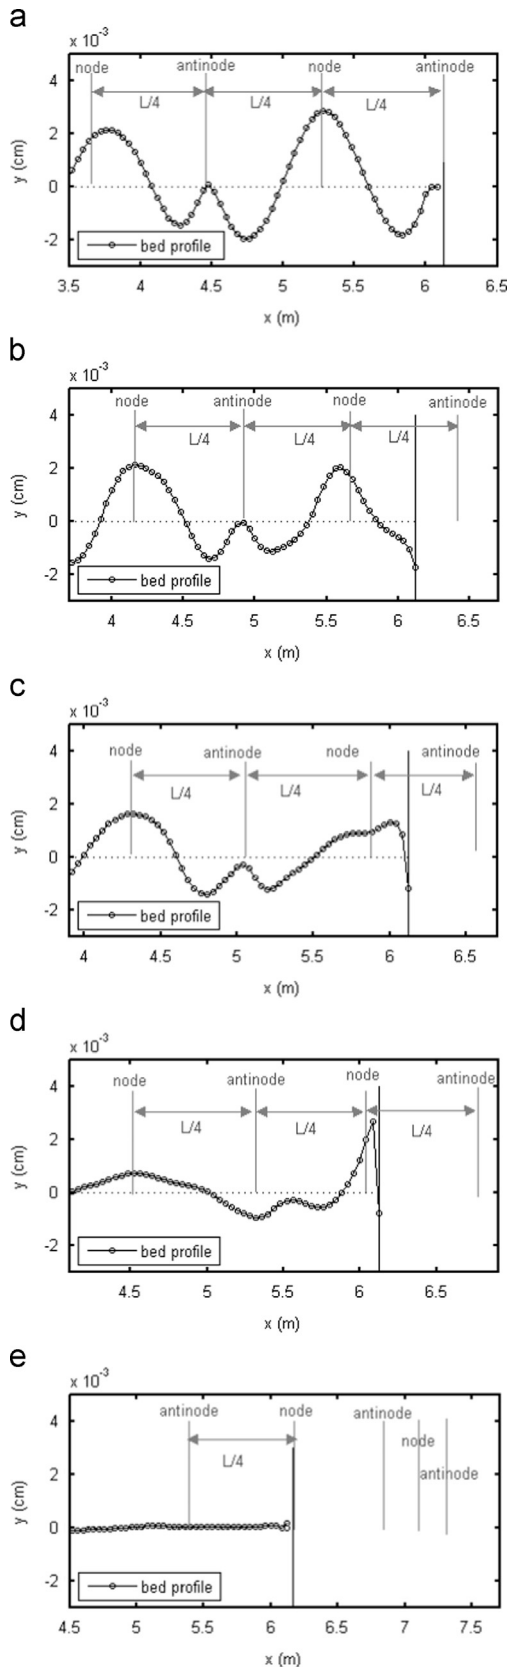 a
x 10⁻³
node antinode node antinode
L/4 L/4 L/4
4
2
0
-2
y (cm)
bed profile
3.5 4 4.5 5 5.5 6 6.5
x (m)
b
x 10⁻³
node antinode node antinode
L/4 L/4 L/4
4
2
0
-2
y (cm)
bed profile
4 4.5 5 5.5 6 6.5
x (m)
c
x 10⁻³
node antinode node antinode
L/4 L/4 L/4
4
2
0
-2
y (cm)
bed profile
4 4.5 5 5.5 6 6.5
x (m)
d
x 10⁻³
node antinode node antinode
L/4 L/4 L/4
4
2
0
-2
y (cm)
bed profile
4.5 5 5.5 6 6.5
x (m)
e
x 10⁻³
antinode node antinode
node
antinode
L/4
4
2
0
-2
y (cm)
bed profile
4.5 5 5.5 6 6.5 7 7.5
x (m)